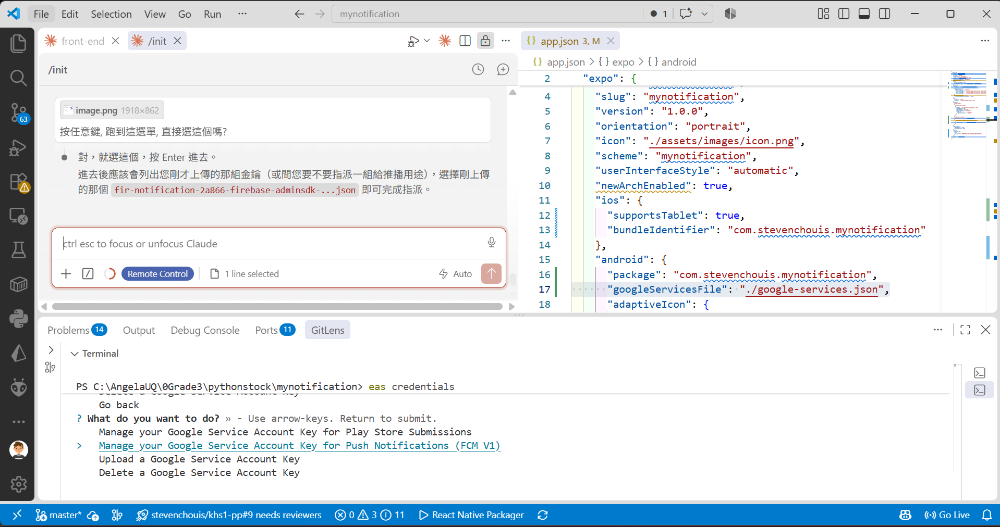 File Edit Selection View Go Run ··· mynotification 1
front-end /init
app.json 3, M
/init
app.json > {} expo > {} android
image.png 1918×862
按任意鍵, 跑到這選單, 直接選這個嗎?
對，就選這個，按 Enter 進去。
進去後應該會列出您剛才上傳的那組金鑰（或問您要不要指派一組給推播用途），選擇剛上傳
的那個 fir-notification-2a866-firebase-adminsdk-...json 即可完成指派。
ctrl esc to focus or unfocus Claude
Remote Control 1 line selected Auto
2 "expo": {
4 "slug": "mynotification",
5 "version": "1.0.0",
6 "orientation": "portrait",
7 "icon": "./assets/images/icon.png",
8 "scheme": "mynotification",
9 "userInterfaceStyle": "automatic",
10 "newArchEnabled": true,
11 "ios": {
12 "supportsTablet": true,
13 "bundleIdentifier": "com.stevenchouis.mynotification"
14 },
15 "android": {
16 "package": "com.stevenchouis.mynotification",
17 "googleServicesFile": "./google-services.json",
18 "adaptiveIcon": {
63
Problems 14 Output Debug Console Ports 11 GitLens
Terminal
PS C:\AngelaUQ\0Grade3\pythonstock\mynotification> eas credentials
Delete a Google Service Account Key
Go back
? What do you want to do? » - Use arrow-keys. Return to submit.
Manage your Google Service Account Key for Play Store Submissions
> Manage your Google Service Account Key for Push Notifications (FCM V1)
Upload a Google Service Account Key
Delete a Google Service Account Key
master* stevenchouis/khs1-pp#9 needs reviewers 0 3 11 React Native Packager Go Live